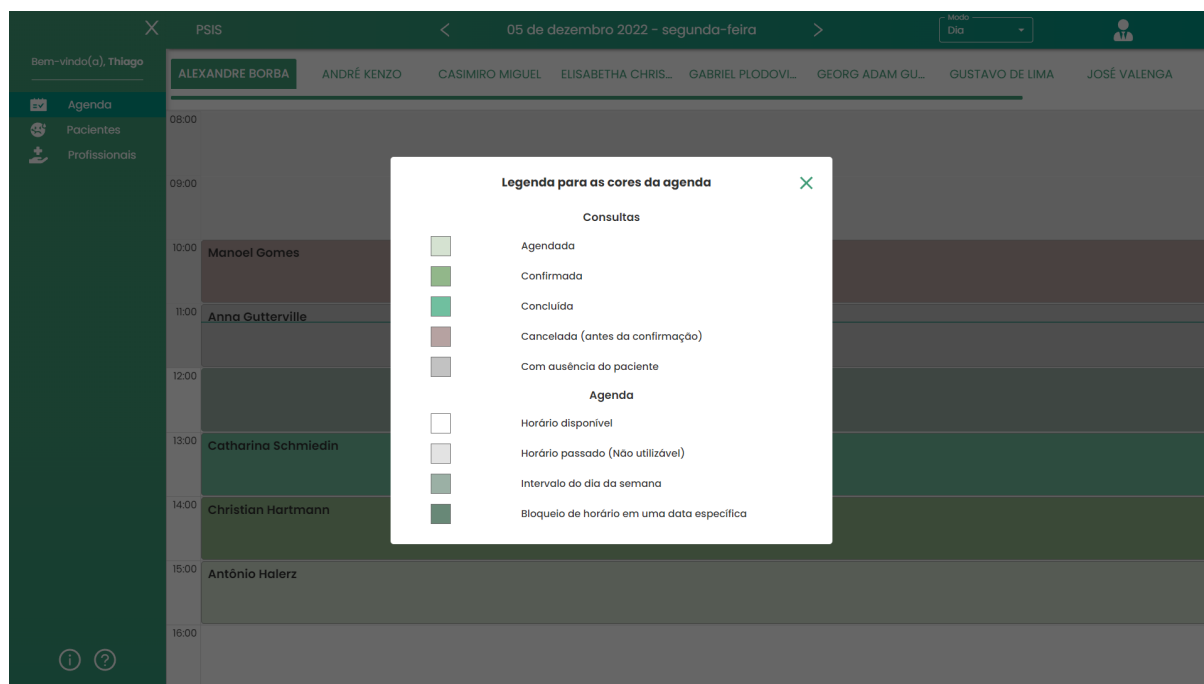 PSIS
05 de dezembro 2022 - segunda-feira
Modo
Dia
Bem-vindo(a), Thiago
ALEXANDRE BORBA
ANDRÉ KENZO
CASIMIRO MIGUEL
ELISABETHA CHRIS...
GABRIEL PLODOVI...
GEORG ADAM GU...
GUSTAVO DE LIMA
JOSÉ VALENGA
Agenda
Pacientes
Profissionais
08:00
09:00
10:00 Manoel Gomes
11:00 Anna Gutterville
12:00
13:00 Catharina Schmiedin
14:00 Christian Hartmann
15:00 Antônio Halerz
16:00
Legenda para as cores da agenda
Consultas
Agendada
Confirmada
Concluída
Cancelada (antes da confirmação)
Com ausência do paciente
Agenda
Horário disponível
Horário passado (Não utilizável)
Intervalo do dia da semana
Bloqueio de horário em uma data específica